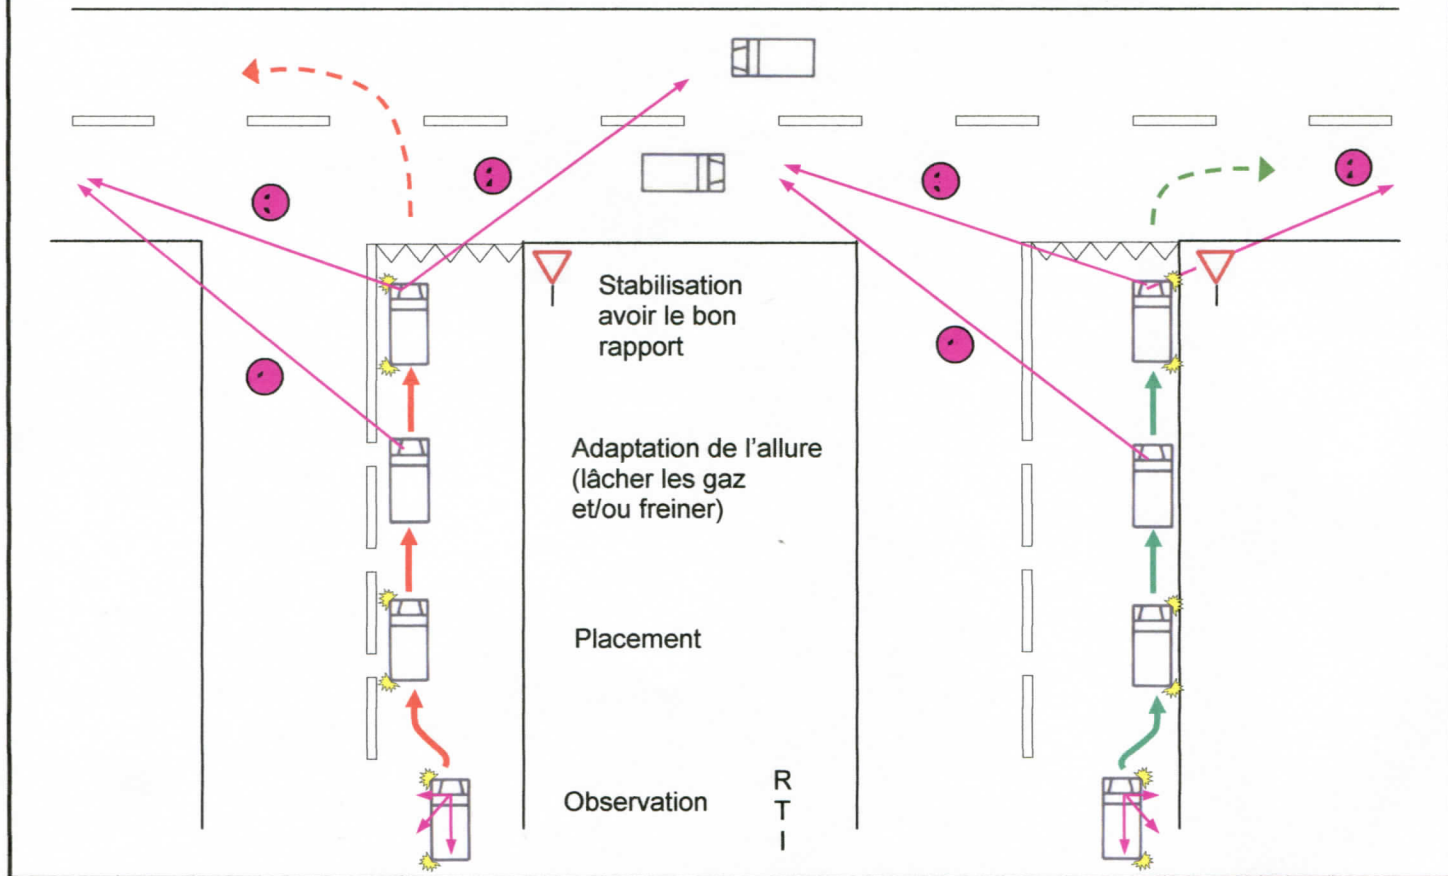 Stabilisation
avoir le bon
rapport
Adaptation de l'allure
(lâcher les gaz
et/ou freiner)
Placement
Observation
R
T
I